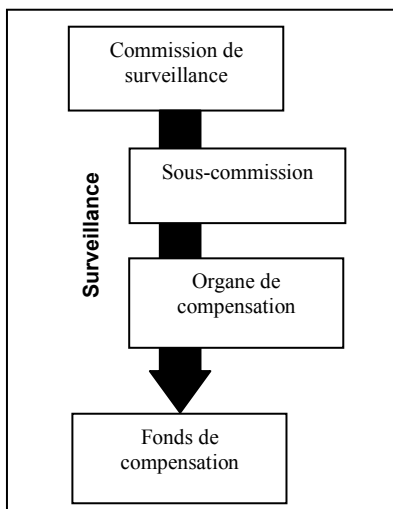 Commission de
surveillance
Surveillance
Sous-commission
Organe de
compensation
Fonds de
compensation